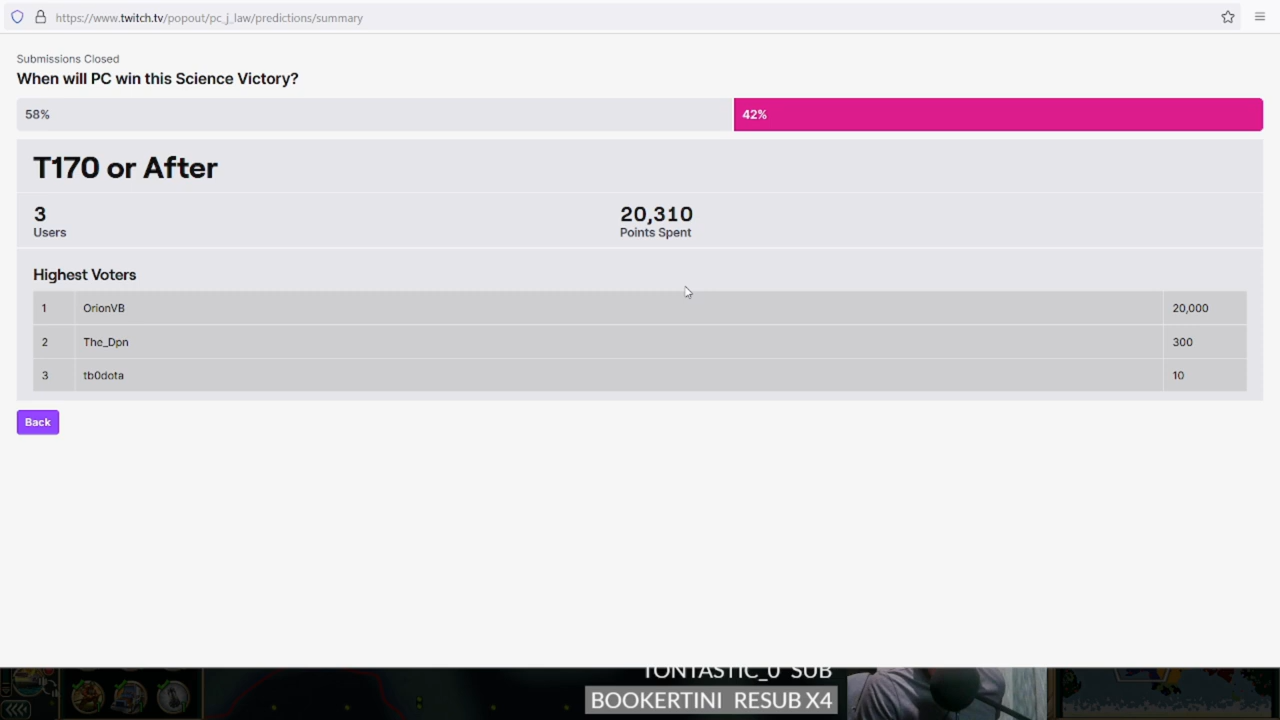 https://www.twitch.tv/popout/pc_j_law/predictions/summary
Submissions Closed
When will PC win this Science Victory?
58%
42%
T170 or After
3
20,310
Users
Points Spent
Highest Voters
1 OrionVB 20,000
2 The_Dpn 300
3 tb0dota 10
Back
TONTASTIC_0 SUB
BOOKERTINI RESUB X4